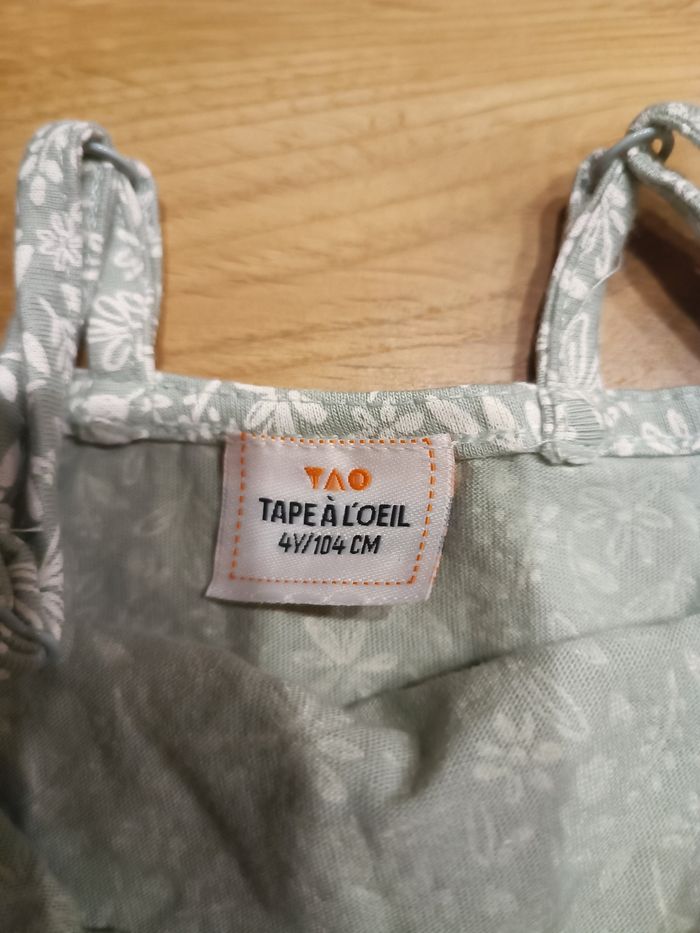 TAO
TAPE À L'OEIL
4Y/104 CM